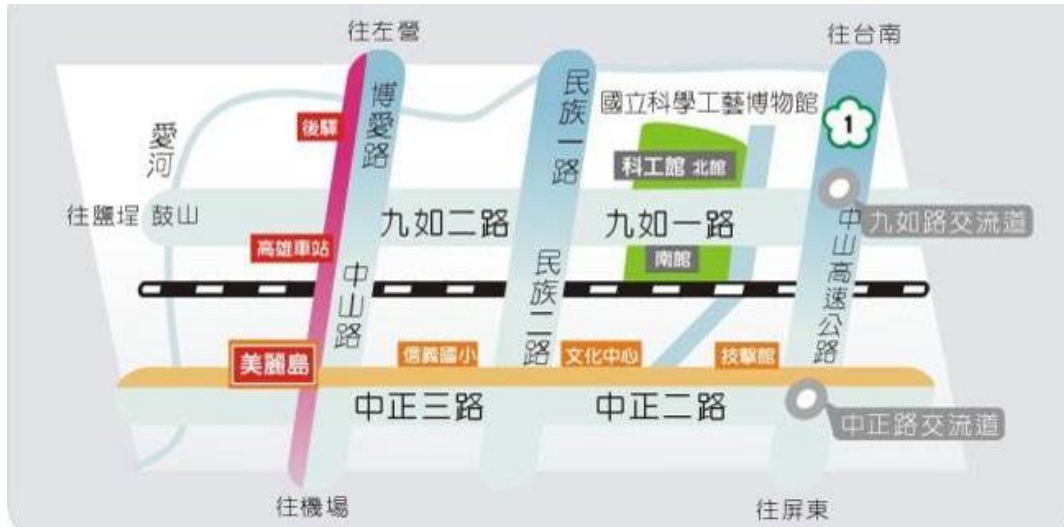 往左營
往台南
博愛路
民族一路
國立科學工藝博物館
1
後驛
愛河
科工館 北館
往鹽埕 鼓山
九如二路
九如一路
九如路交流道
高雄車站
南館
中山路
民族二路
中山高速公路
美麗島
信義國小
文化中心
技擊館
中正三路
中正二路
中正路交流道
往機場
往屏東